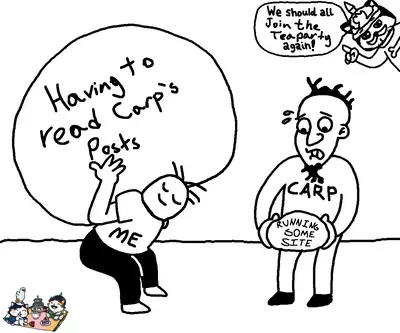 We should all
Join the
Teaparty
again!
Having to
read Carp's
Posts
ME
CARP
RUNNING
SOME
SITE